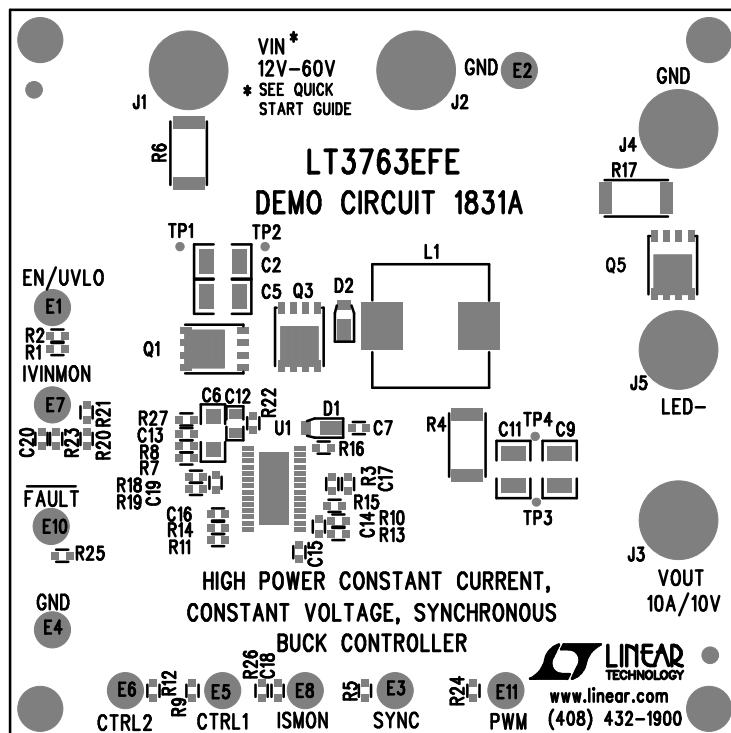 VIN *
12V-60V
* SEE QUICK
START GUIDE
GND E2
GND
J1
J2
J4
R6
LT3763EFE
R17
DEMO CIRCUIT 1831A
TP1
TP2
C2
L1
Q5
EN/UVLO
C5
Q3
D2
E1
R2
R1
Q1
IVINMON
J5
E7
LED-
R21
C6
C12
R22
D1
C7
R4
TP4
C20
R23
R20
R27
C13
R8
R7
U1
R16
C11
C9
R18
R19
C19
R3
C17
FAULT
R15
TP3
E10
C16
R14
R11
C14
R10
R13
C15
R25
J3
HIGH POWER CONSTANT CURRENT,
VOUT
10A/10V
GND
CONSTANT VOLTAGE, SYNCHRONOUS
E4
BUCK CONTROLLER
LT LINEAR
TECHNOLOGY
R26
C18
E6
R12
R9
E5
E8
R5
E3
R24
E11
www.linear.com
CTRL2
CTRL1
ISMON
SYNC
PWM
(408) 432-1900